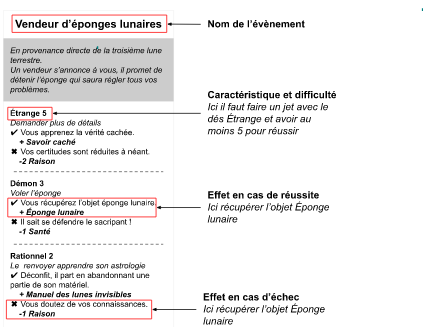 Vendeur d'éponges lunaires
En provenance directe de la troisième lune
terrestre.
Un vendeur s'annonce à vous, il promet de
détenir l'éponge qui saura régler tous vos
problèmes.
Étrange 5
Demander plus de détails
✔ Vous apprenez la vérité cachée.
+ Savoir caché
✖ Vos certitudes sont réduites à néant.
-2 Raison
Démon 3
Voler l'éponge
✔ Vous récupérez l'objet éponge lunaire.
+ Éponge lunaire
✖ Il sait se défendre le sacripant !
-1 Santé
Rationnel 2
Le renvoyer apprendre son astrologie
✔ Déconfit, il part en abandonnant une
partie de son matériel.
+ Manuel des lunes invisibles
✖ Vous doutez de vos connaissances.
-1 Raison
Nom de l'évènement
Caractéristique et difficulté
Ici il faut faire un jet avec le
dés Étrange et avoir au
moins 5 pour réussir
Effet en cas de réussite
Ici récupérer l'objet Éponge
lunaire
Effet en cas d'échec
Ici récupérer l'objet Éponge
lunaire